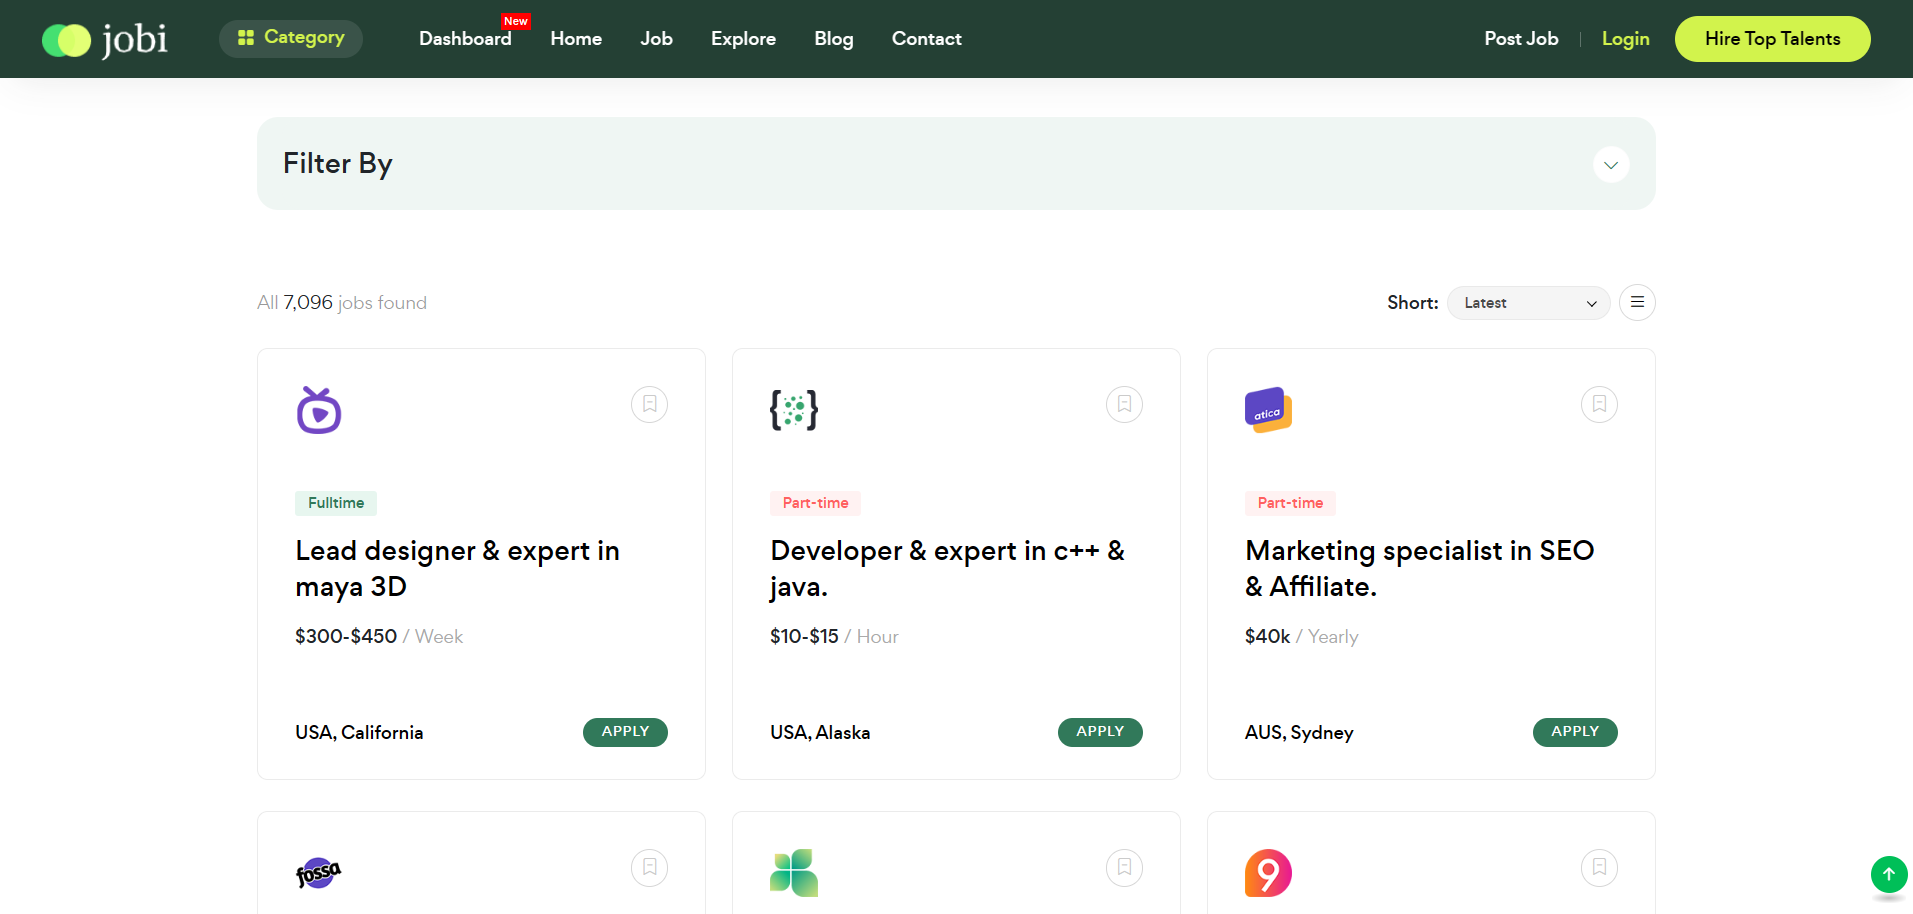 jobi
Category
Dashboard
New
Home
Job
Explore
Blog
Contact
Post Job
Login
Hire Top Talents
Filter By
All 7,096 jobs found
Short:
Latest
Fulltime
Lead designer & expert in
maya 3D
$300-$450 / Week
USA, California
APPLY
Part-time
Developer & expert in c++ &
java.
$10-$15 / Hour
USA, Alaska
APPLY
atica
Part-time
Marketing specialist in SEO
& Affiliate.
$40k / Yearly
AUS, Sydney
APPLY
fossa
9